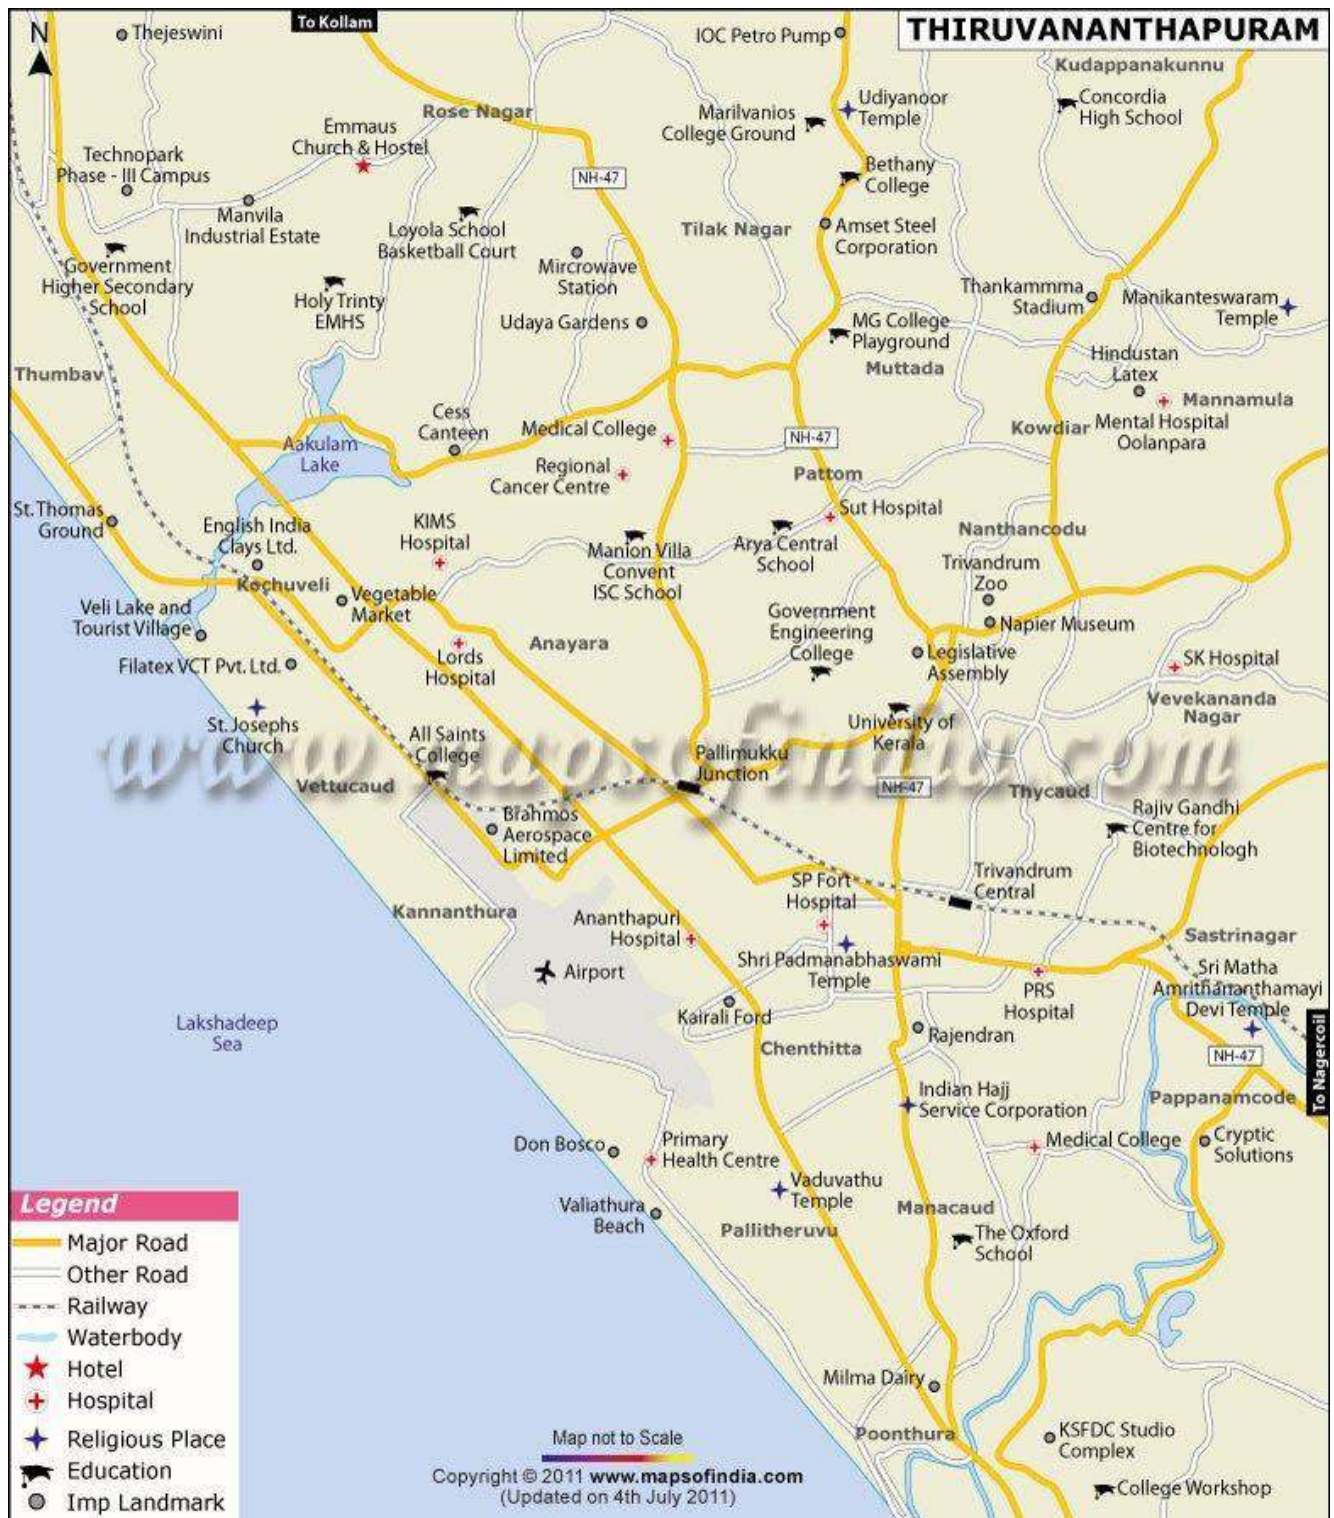 THIRUVANANTHAPURAM
N
To Kollam
Thejeswini
IOC Petro Pump
Kudappanakunnu
Rose Nagar
Emmaus
Church & Hostel
Marilvanios
College Ground
Udiyanoor
Temple
Concordia
High School
Technopark
Phase - III Campus
NH-47
Bethany
College
Manvila
Industrial Estate
Loyola School
Basketball Court
Tilak Nagar
Amset Steel
Corporation
Government
Higher Secondary
School
Holy Trinty
EMHS
Mircrowave
Station
Udaya Gardens
Thankammma
Stadium
Manikanteswaram
Temple
MG College
Playground
Muttada
Hindustan
Latex
Thumbav
Mannamula
Kowdiar
Mental Hospital
Oolanpara
Aakulam
Lake
Cess
Canteen
Medical College
NH-47
Regional
Cancer Centre
Pattom
St. Thomas
Ground
English India
Clays Ltd.
KIMS
Hospital
Sut Hospital
Nanthancodu
Manion Villa
Convent
ISC School
Arya Central
School
Trivandrum
Zoo
Kochuveli
Vegetable
Market
Veli Lake and
Tourist Village
Government
Engineering
College
Napier Museum
Anayara
Filatex VCT Pvt. Ltd.
Lords
Hospital
Legislative
Assembly
SK Hospital
Vevekananda
Nagar
St. Josephs
Church
All Saints
College
University of
Kerala
Pallimukku
Junction
www.mapsofindia.com
Vettucaud
NH-47
Thycaud
Brahmos
Aerospace
Limited
Rajiv Gandhi
Centre for
Biotechnologh
SP Fort
Hospital
Trivandrum
Central
Kannanthura
Ananthapuri
Hospital
Sastrinagar
Shri Padmanabhaswami
Temple
Airport
PRS
Hospital
Sri Matha
Amrithananthamayi
Devi Temple
Kairali Ford
Rajendran
Lakshadeep
Sea
Chenthitta
NH-47
To Nagercoil
Indian Hajj
Service Corporation
Pappanamcode
Don Bosco
Primary
Health Centre
Medical College
Cryptic
Solutions
Vaduvathu
Temple
Valiathura
Beach
Manacaud
Pallitheruvu
The Oxford
School
Legend
Major Road
Other Road
Railway
Waterbody
Hotel
Hospital
Religious Place
Education
Imp Landmark
Milma Dairy
Poonthura
KSFDC Studio
Complex
College Workshop
Map not to Scale
Copyright © 2011 www.mapsofindia.com
(Updated on 4th July 2011)